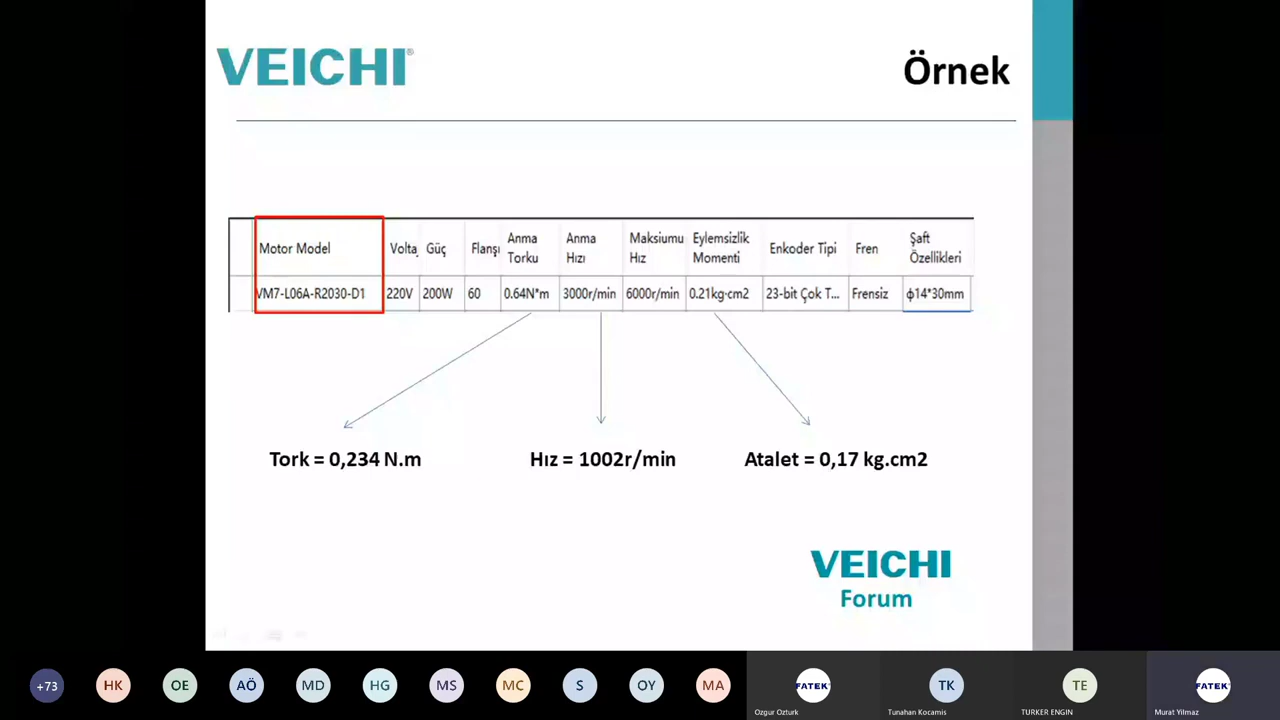 VEICHI®
Örnek
Motor Model Volta Güç Flanşı Anma Torku Anma Hızı Maksiumu Hız Eylemsizlik Momenti Enkoder Tipi Fren Şaft Özellikleri
VM7-L06A-R2030-D1 220V 200W 60 0.64N*m 3000r/min 6000r/min 0.21kg·cm2 23-bit Çok T... Frensiz ϕ14*30mm
Tork = 0,234 N.m Hız = 1002r/min Atalet = 0,17 kg.cm2
VEICHI
Forum
+73 HK OE AÖ MD HG MS MC S OY MA FATEK TK TE FATEK
Ozgur Ozturk Tunahan Kocamis TURKER ENGIN Murat Yilmaz